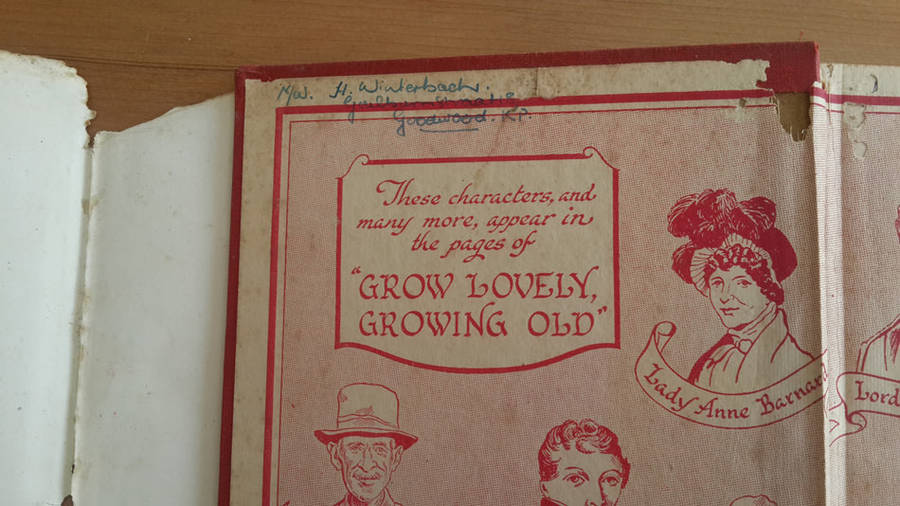 H. Winterbach.
Goodwood. K.P.
These characters, and
many more, appear in
the pages of
"GROW LOVELY,
GROWING OLD"
Lady Anne Barnard
Lord